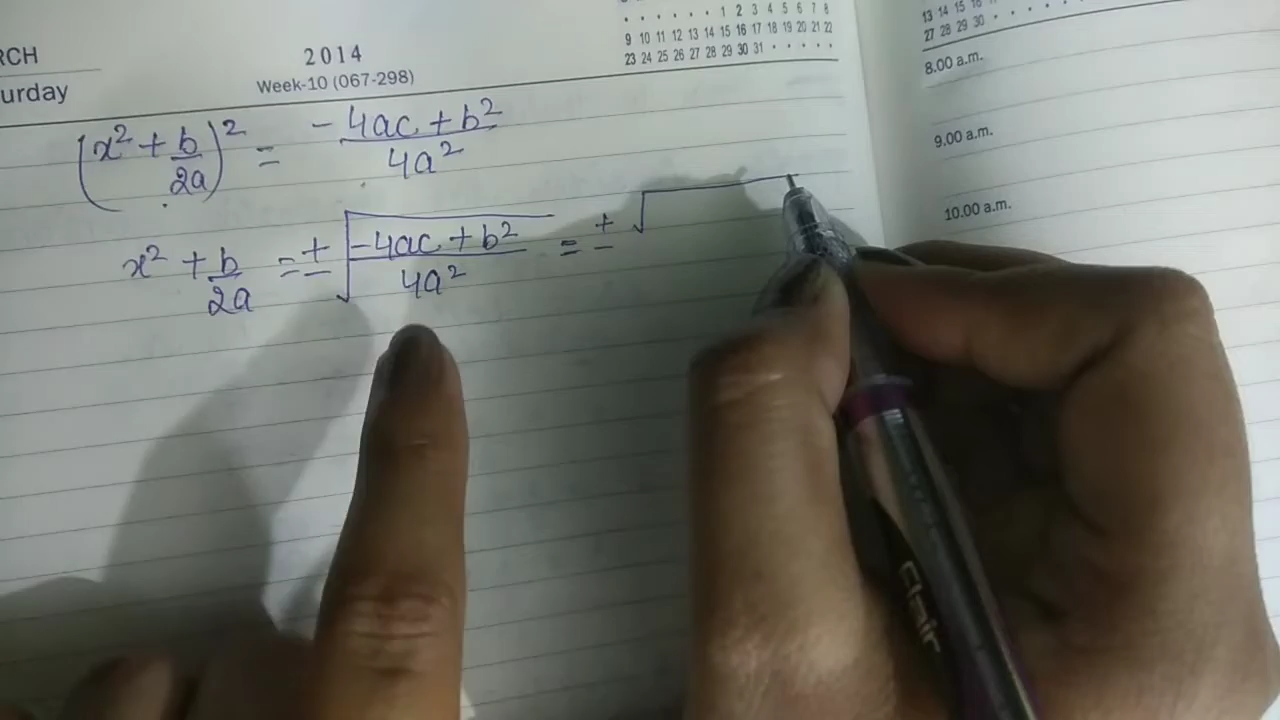 RCH
urday
2014
Week-10 (067-298)
1 2 3 4 5 6 7 8
9 10 11 12 13 14 15 16 17 18 19 20 21 22
23 24 25 26 27 28 29 30 31
13 14 15 16
27 28 29 30
8.00 a.m.
9.00 a.m.
10.00 a.m.
(x² + b/2a)² = -4ac + b²/4a²
x² + b/2a = ± √-4ac + b²/4a² = ± √
Clair